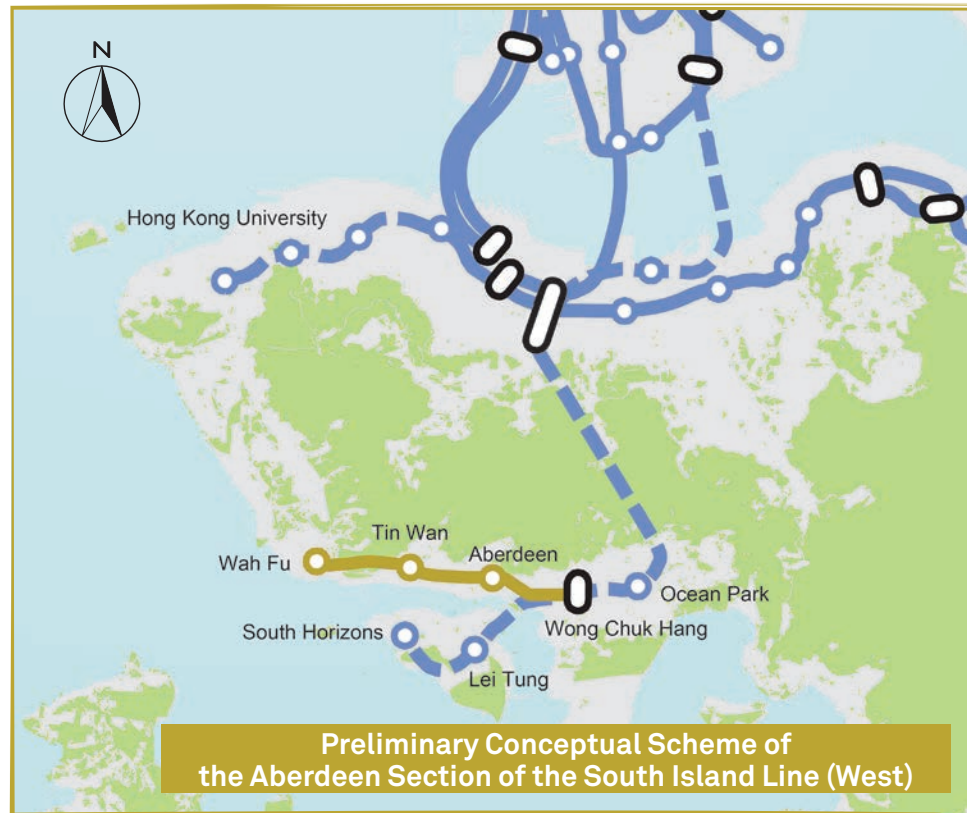 N
Hong Kong University
Tin Wan
Wah Fu
Aberdeen
Ocean Park
South Horizons
Wong Chuk Hang
Lei Tung
Preliminary Conceptual Scheme of
the Aberdeen Section of the South Island Line (West)